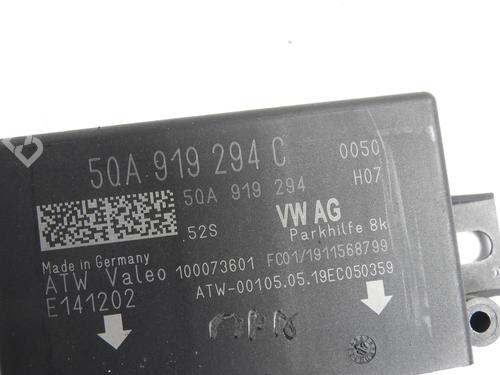 5QA 919 294 C 0050
5QA 919 294 H07
.52S VW AG
Parkhilfe 8k
Made in Germany
ATW Valeo 100073601 FC01/1911568799
E141202 ATW-00105.05.19EC050359